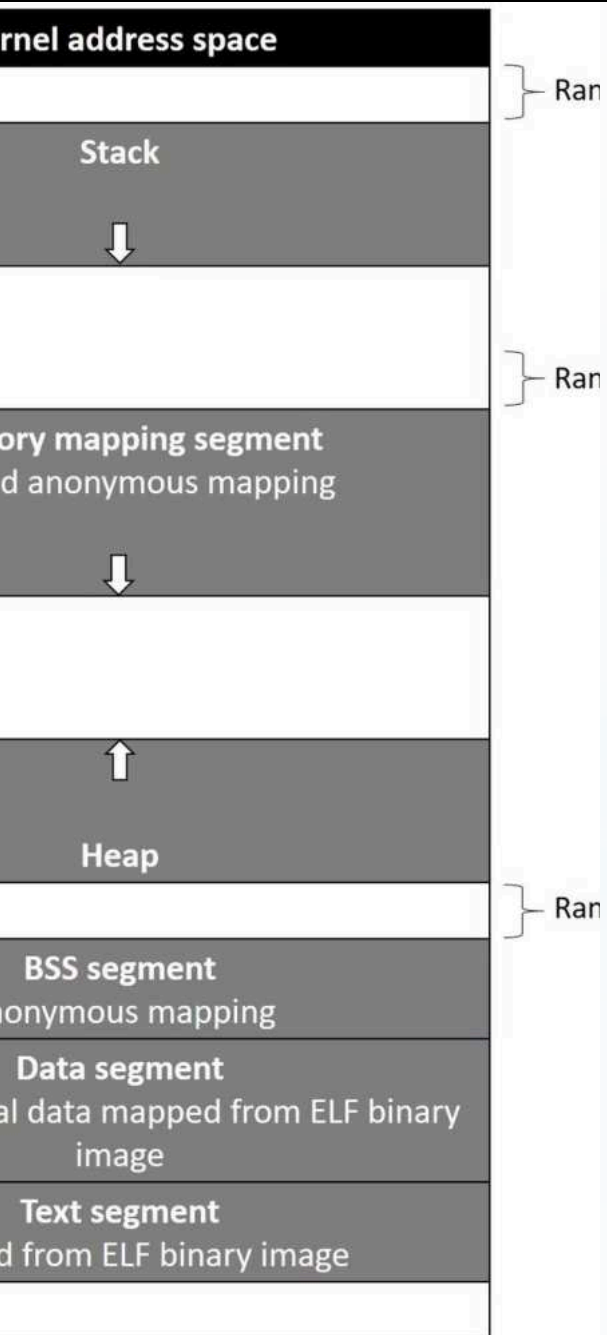 rnel address space
Ran
Stack
Ran
ory mapping segment
d anonymous mapping
Heap
Ran
BSS segment
nonymous mapping
Data segment
al data mapped from ELF binary
image
Text segment
d from ELF binary image